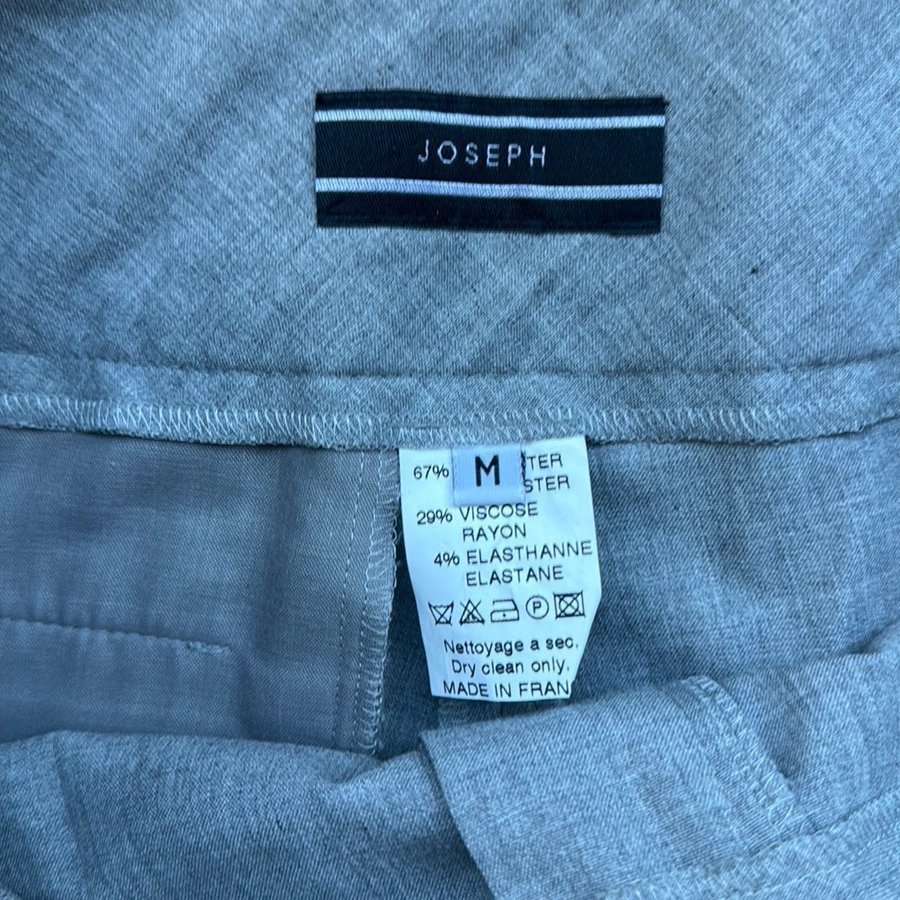 JOSEPH
67% M TER
STER
29% VISCOSE
RAYON
4% ELASTHANNE
ELASTANE
P
Nettoyage a sec.
Dry clean only.
MADE IN FRAN